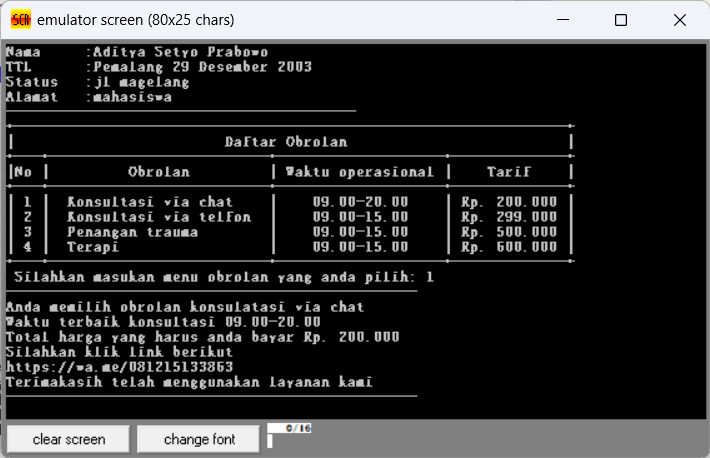 emulator screen (80x25 chars)
Nama :Aditya Setyo Prabowo
TTL :Pemalang 29 Desember 2003
Status :jl magelang
Alamat :mahasiswa
Daftar Obrolan
No Obrolan Waktu operasional Tarif
1 Konsultasi via chat 09.00-20.00 Rp. 200.000
2 Konsultasi via telfon 09.00-15.00 Rp. 299.000
3 Penangan trauma 09.00-15.00 Rp. 500.000
4 Terapi 09.00-15.00 Rp. 600.000
Silahkan masukan menu obrolan yang anda pilih: 1
Anda memilih obrolan konsulatasi via chat
Waktu terbaik konsultasi 09.00-20.00
Total harga yang harus anda bayar Rp. 200.000
Silahkan klik link berikut
https://wa.me/081215133863
Terimakasih telah menggunakan layanan kami
clear screen change font 0/16